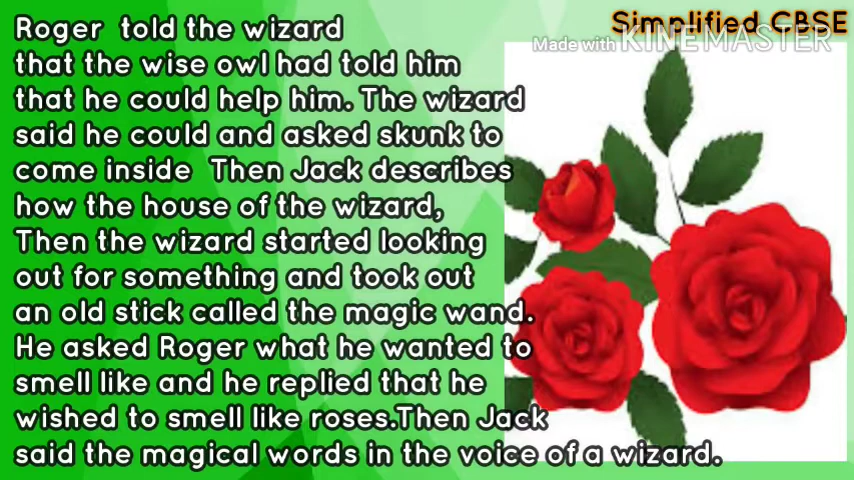 Simplified CBSE
Made with KINEMASTER
Roger told the wizard
that the wise owl had told him
that he could help him. The wizard
said he could and asked skunk to
come inside Then Jack describes
how the house of the wizard,
Then the wizard started looking
out for something and took out
an old stick called the magic wand.
He asked Roger what he wanted to
smell like and he replied that he
wished to smell like roses.Then Jack
said the magical words in the voice of a wizard.